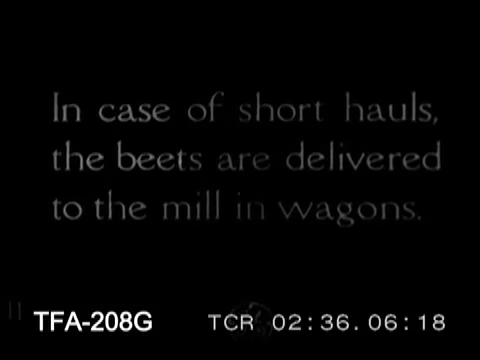 In case of short hauls,
the beets are delivered
to the mill in wagons.
TFA-208G
TCR 02:36.06:18